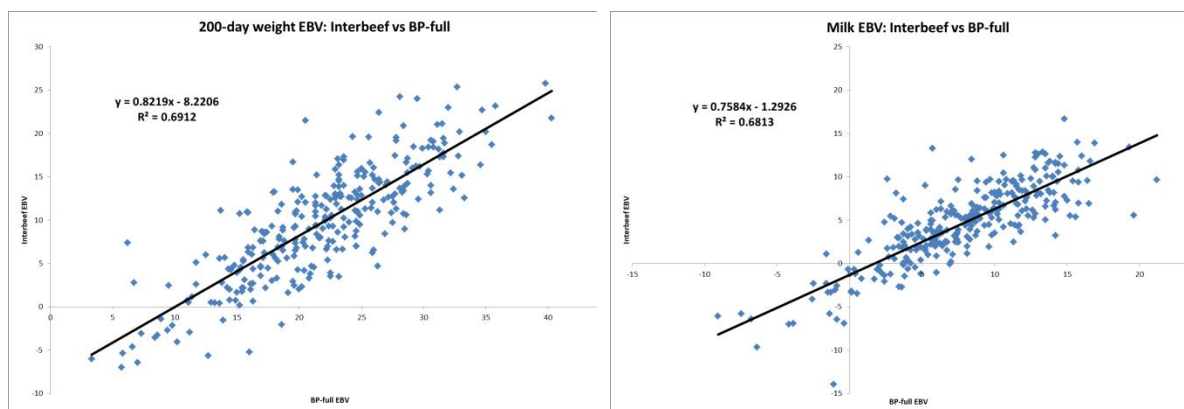 200-day weight EBV: Interbeef vs BP-full
30
25
20
15
10
5
0
-5
-10
y = 0.8219x - 8.2206
R² = 0.6912
Interbeef EBV
0 5 10 15 20 25 30 35 40
BP-full EBV
Milk EBV: Interbeef vs BP-full
25
20
15
10
5
0
-5
-10
-15
y = 0.7584x - 1.2926
R² = 0.6813
Interbeef EBV
-15 -10 -5 0 5 10 15 20
BP-full EBV